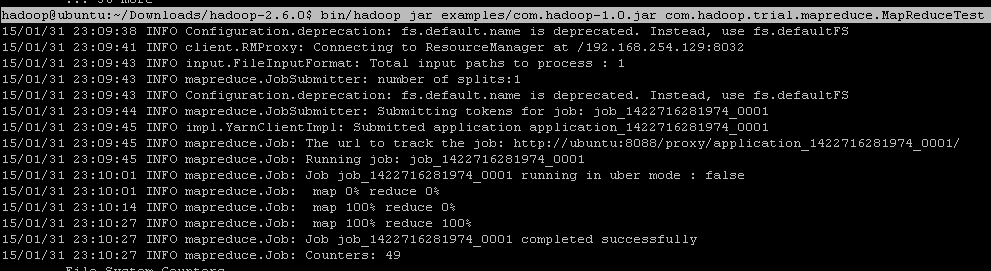 ... 30 more
hadoop@ubuntu:~/Downloads/hadoop-2.6.0$ bin/hadoop jar examples/com.hadoop-1.0.jar com.hadoop.trial.mapreduce.MapReduceTest
15/01/31 23:09:38 INFO Configuration.deprecation: fs.default.name is deprecated. Instead, use fs.defaultFS
15/01/31 23:09:41 INFO client.RMProxy: Connecting to ResourceManager at /192.168.254.129:8032
15/01/31 23:09:43 INFO input.FileInputFormat: Total input paths to process : 1
15/01/31 23:09:43 INFO mapreduce.JobSubmitter: number of splits:1
15/01/31 23:09:43 INFO Configuration.deprecation: fs.default.name is deprecated. Instead, use fs.defaultFS
15/01/31 23:09:44 INFO mapreduce.JobSubmitter: Submitting tokens for job: job_1422716281974_0001
15/01/31 23:09:45 INFO impl.YarnClientImpl: Submitted application application_1422716281974_0001
15/01/31 23:09:45 INFO mapreduce.Job: The url to track the job: http://ubuntu:8088/proxy/application_1422716281974_0001/
15/01/31 23:09:45 INFO mapreduce.Job: Running job: job_1422716281974_0001
15/01/31 23:10:01 INFO mapreduce.Job: Job job_1422716281974_0001 running in uber mode : false
15/01/31 23:10:01 INFO mapreduce.Job:  map 0% reduce 0%
15/01/31 23:10:14 INFO mapreduce.Job:  map 100% reduce 0%
15/01/31 23:10:27 INFO mapreduce.Job:  map 100% reduce 100%
15/01/31 23:10:27 INFO mapreduce.Job: Job job_1422716281974_0001 completed successfully
15/01/31 23:10:27 INFO mapreduce.Job: Counters: 49
File System Counters